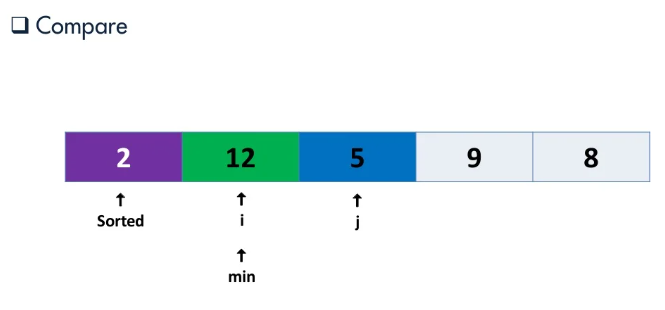 Compare
2 12 5 9 8
↑ ↑ ↑
Sorted i j
↑
min